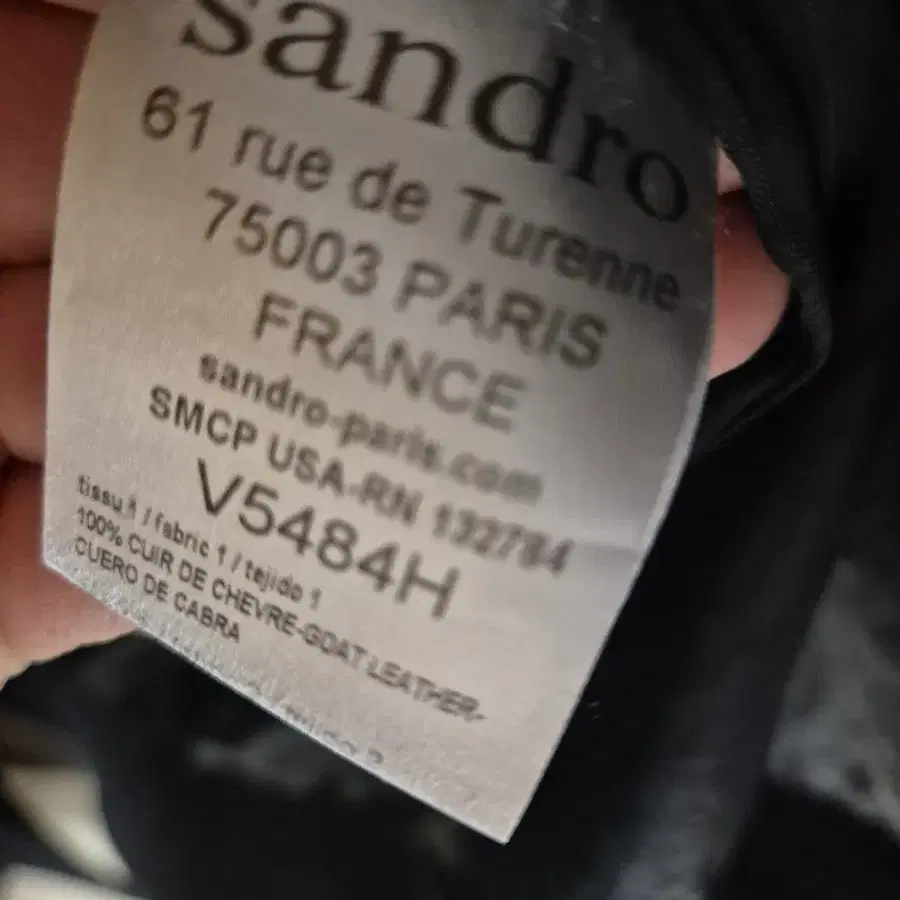 sandro
61 rue de Turenne
75003 PARIS
FRANCE
sandro-paris.com
SMCP USA-RN 132784
V5484H
tissu 1 / fabric 1 / tejido 1
100% CUIR DE CHEVRE-GOAT LEATHER-
CUERO DE CABRA